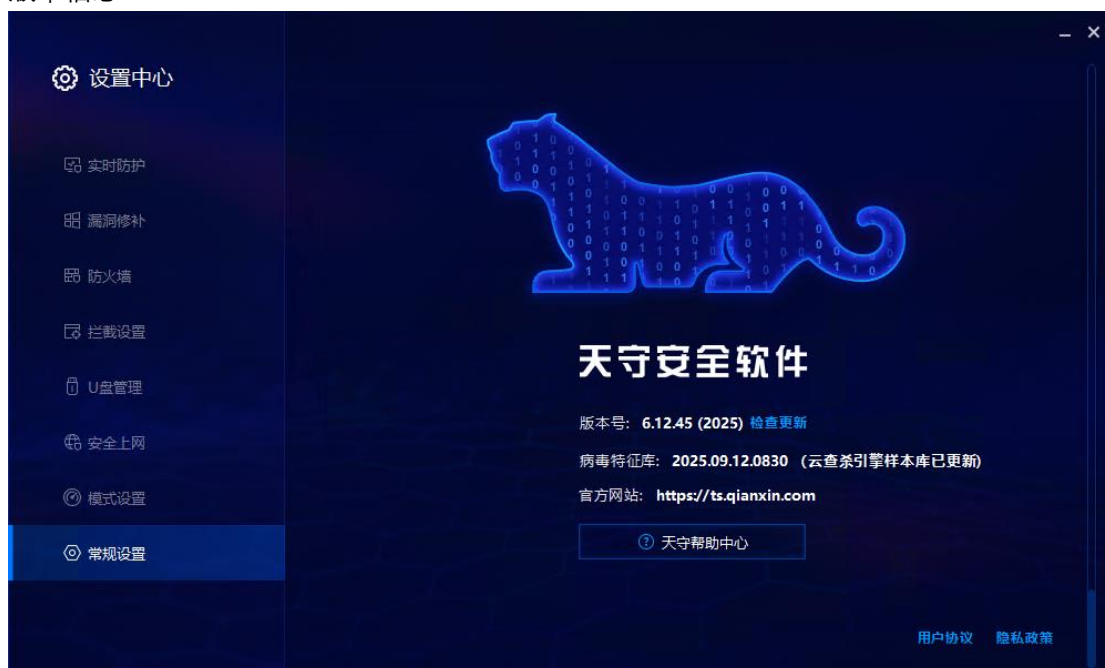 设置中心
实时防护
漏洞修补
防火墙
拦截设置
U盘管理
安全上网
模式设置
常规设置
天守安全软件
版本号: 6.12.45 (2025) 检查更新
病毒特征库: 2025.09.12.0830 （云查杀引擎样本库已更新)
官方网站: https://ts.qianxin.com
天守帮助中心
用户协议 隐私政策